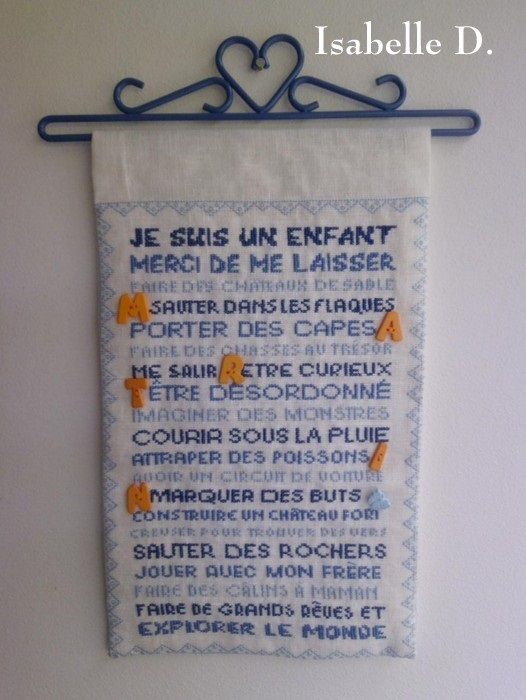 Isabelle D.
JE SUIS UN ENFANT
MERCI DE ME LAISSER
FAIRE DES CHATEAUX DE SABLE
M SAUTER DANS LES FLAQUES
PORTER DES CAPES A
FAIRE DES CHASSES AU TRÉSOR
ME SALIR R ETRE CURIEUX
T ÊTRE DÉSORDONNÉ
IMAGINER DES MONSTRES
COURIR SOUS LA PLUIE
ATTRAPER DES POISSONS I
AVOIR UN CIRCUIT DE VOITURE
N MARQUER DES BUTS
CONSTRUIRE UN CHÂTEAU FORT
CREUSER POUR TROUVER DES VERS
SAUTER DES ROCHERS
JOUER AVEC MON FRÈRE
FAIRE DES CÂLINS À MAMAN
FAIRE DE GRANDS RÊVES ET
EXPLORER LE MONDE